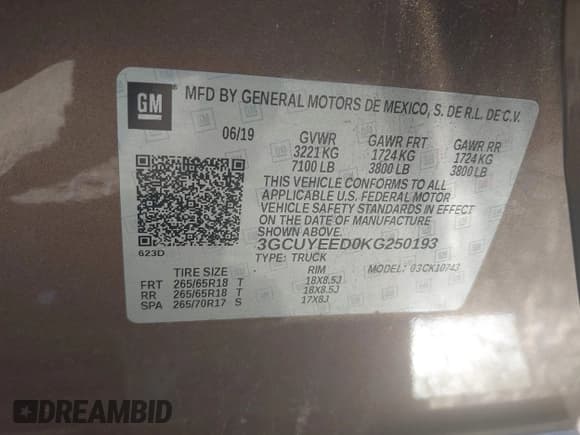 GM MFD BY GENERAL MOTORS DE MEXICO, S. DE R.L. DE C.V.
06/19 GVWR GAWR FRT GAWR RR
3221 KG 1724 KG 1724 KG
7100 LB 3800 LB 3800 LB
THIS VEHICLE CONFORMS TO ALL
APPLICABLE U.S. FEDERAL MOTOR
VEHICLE SAFETY STANDARDS IN EFFECT
ON THE DATE OF MANUFACTURE
SHOWN ABOVE.
3GCUYEED0KG250193
623D
TYPE: TRUCK MODEL: 03CK10743
TIRE SIZE RIM
FRT 265/65R18 T 18X8.5J
RR 265/65R18 T 18X8.5J
SPA 265/70R17 S 17X8J
DREAMBID